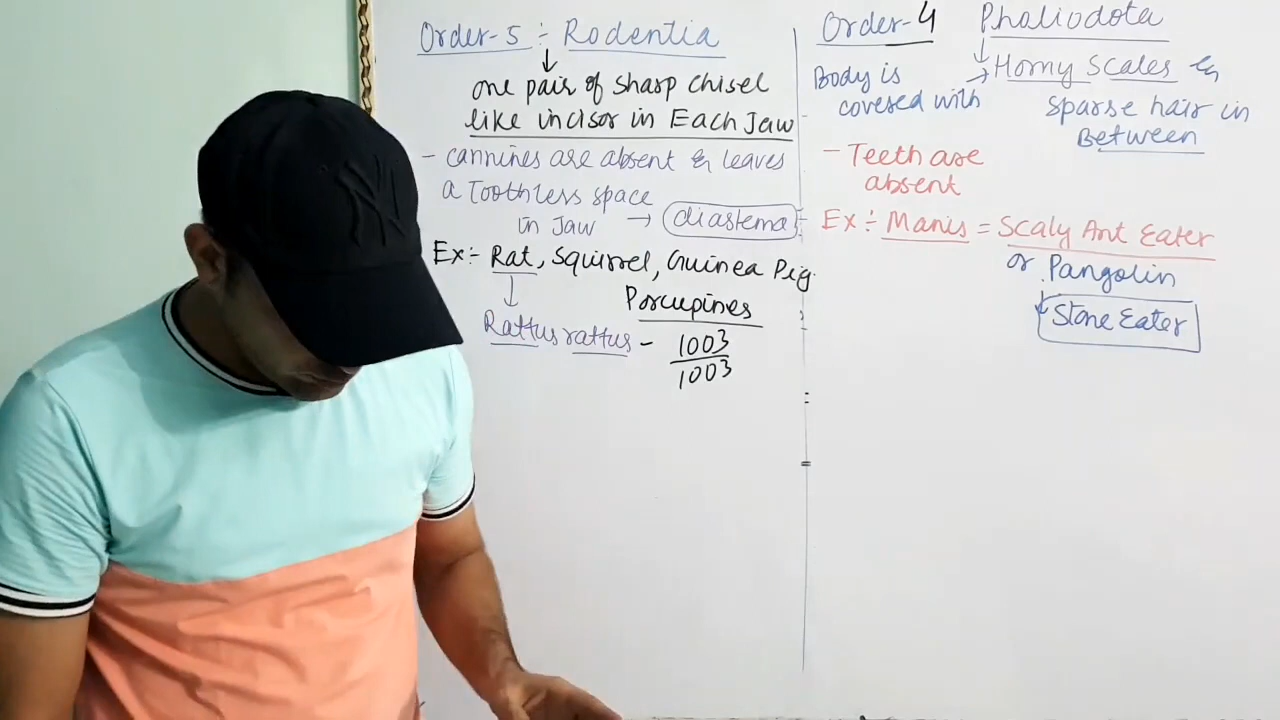 Order-5 :- Rodentia
one pair of sharp chisel
like incisor in Each Jaw
- cannines are absent & leaves
a Toothless space
in Jaw → diastema
Ex:- Rat, Squirrel, Guinea Pig
Porcupines
Rattus rattus - 1003
1003
Order-4 Pholiodota
Body is
covered with
Horny Scales &
sparse hair in
Between
- Teeth are
absent
Ex:- Manis = Scaly Ant Eater
or Pangolin
Stone Eater
NY